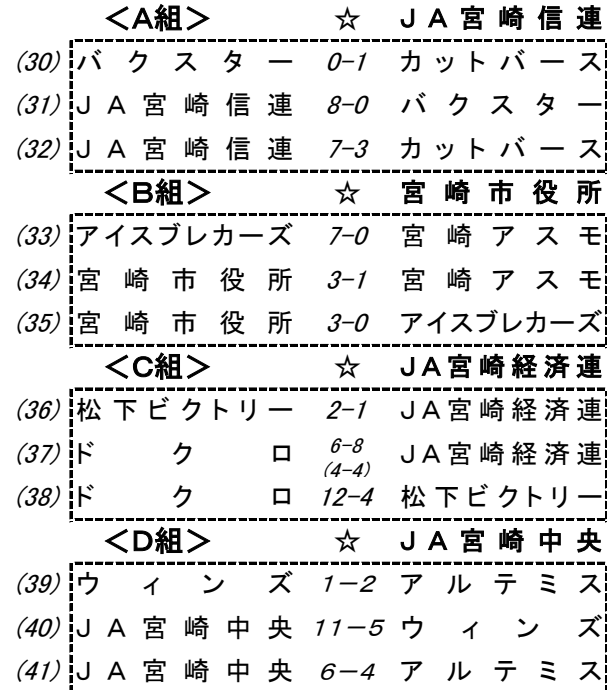 ＜A組＞ ☆ ＪＡ宮崎信連
(30) バクスター 0-1 カットバース
(31) ＪＡ宮崎信連 8-0 バクスター
(32) ＪＡ宮崎信連 7-3 カットバース
＜B組＞ ☆ 宮崎市役所
(33) アイスブレカーズ 7-0 宮崎アスモ
(34) 宮崎市役所 3-1 宮崎アスモ
(35) 宮崎市役所 3-0 アイスブレカーズ
＜C組＞ ☆ ＪＡ宮崎経済連
(36) 松下ビクトリー 2-1 ＪＡ宮崎経済連
(37) ドクロ 6-8 (4-4) ＪＡ宮崎経済連
(38) ドクロ 12-4 松下ビクトリー
＜D組＞ ☆ ＪＡ宮崎中央
(39) ウィンズ 1－2 アルテミス
(40) ＪＡ宮崎中央 11－5 ウィンズ
(41) ＪＡ宮崎中央 6－4 アルテミス